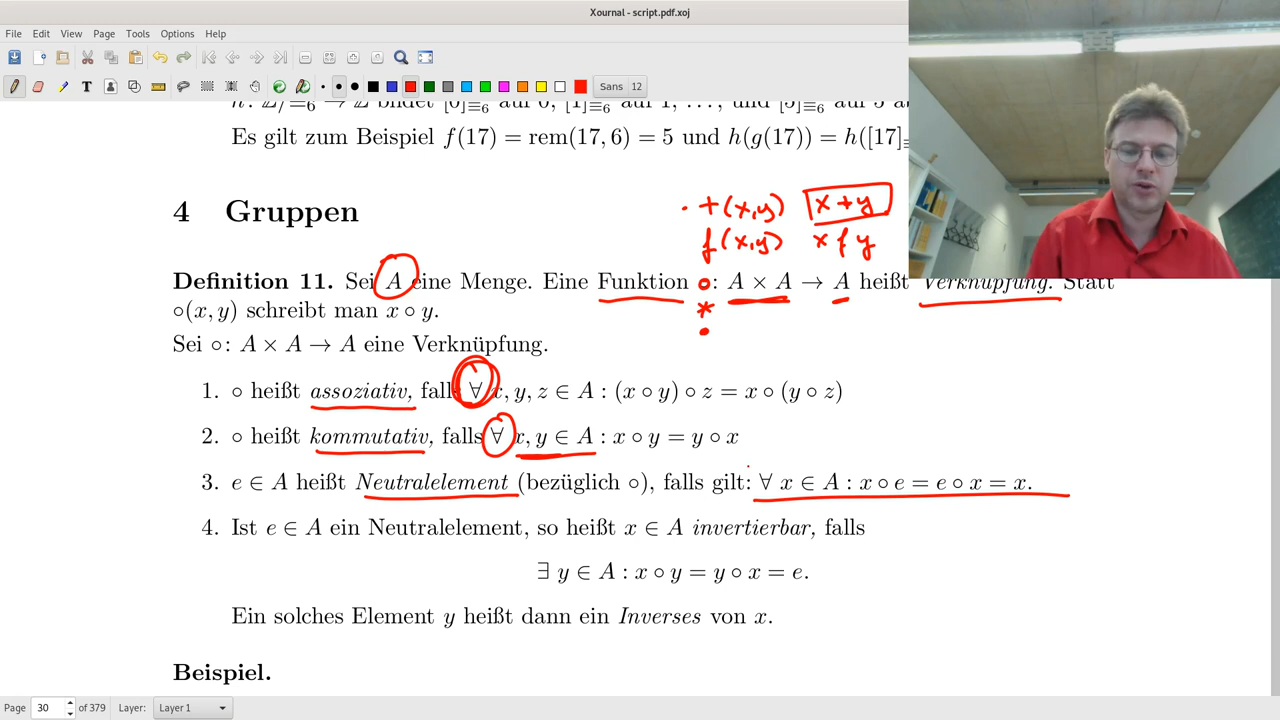 Xournal - script.pdf.xoj
File Edit View Page Tools Options Help
Sans 12
Es gilt zum Beispiel f(17) = rem(17, 6) = 5 und h(g(17)) = h([17]
4 Gruppen
+(x,y) x+y
f(x,y) x f y
Definition 11. Sei A eine Menge. Eine Funktion ∘: A × A → A heißt Verknüpfung. Statt
*
•
∘(x, y) schreibt man x ∘ y.
Sei ∘: A × A → A eine Verknüpfung.
1. ∘ heißt assoziativ, falls ∀ x, y, z ∈ A : (x ∘ y) ∘ z = x ∘ (y ∘ z)
2. ∘ heißt kommutativ, falls ∀ x, y ∈ A : x ∘ y = y ∘ x
3. e ∈ A heißt Neutralelement (bezüglich ∘), falls gilt: ∀ x ∈ A : x ∘ e = e ∘ x = x.
4. Ist e ∈ A ein Neutralelement, so heißt x ∈ A invertierbar, falls
∃ y ∈ A : x ∘ y = y ∘ x = e.
Ein solches Element y heißt dann ein Inverses von x.
Beispiel.
Page 30 of 379 Layer: Layer 1